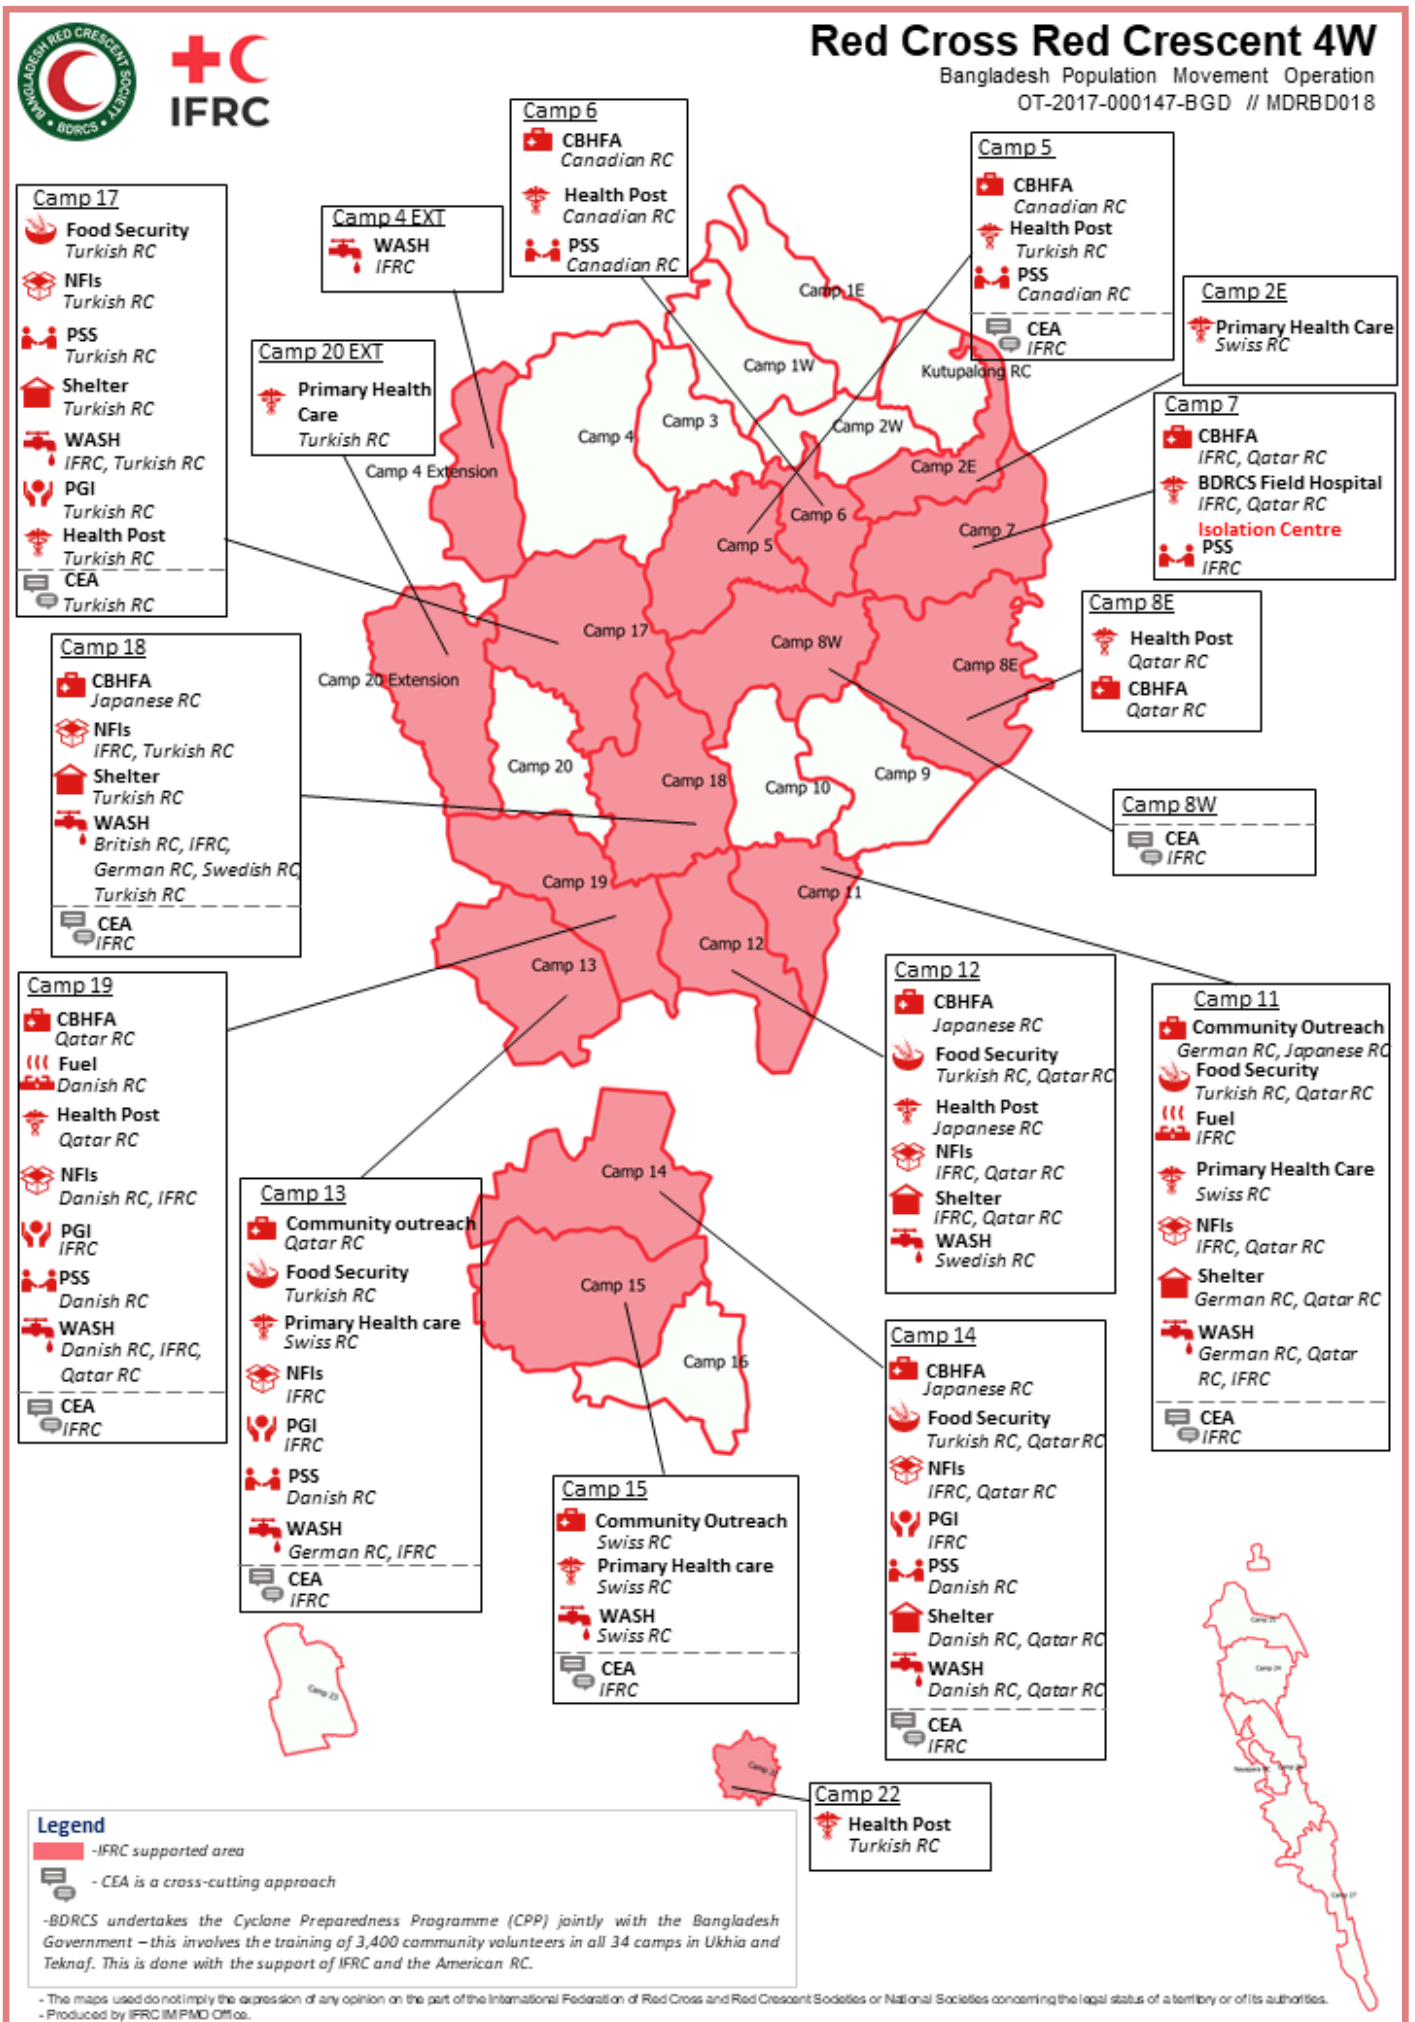 BANGLADESH RED CRESCENT SOCIETY
BDRCS
IFRC
Red Cross Red Crescent 4W
Bangladesh Population Movement Operation
OT-2017-000147-BGD // MDRBD018
Camp 17
Food Security
Turkish RC
NFIs
Turkish RC
PSS
Turkish RC
Shelter
Turkish RC
WASH
IFRC, Turkish RC
PGI
Turkish RC
Health Post
Turkish RC
CEA
Turkish RC
Camp 4 EXT
WASH
IFRC
Camp 6
CBHFA
Canadian RC
Health Post
Canadian RC
PSS
Canadian RC
Camp 5
CBHFA
Canadian RC
Health Post
Turkish RC
PSS
Canadian RC
CEA
IFRC
Camp 2E
Primary Health Care
Swiss RC
Camp 20 EXT
Primary Health
Care
Turkish RC
Camp 7
CBHFA
IFRC, Qatar RC
BDRCS Field Hospital
IFRC, Qatar RC
Isolation Centre
PSS
IFRC
Camp 8E
Health Post
Qatar RC
CBHFA
Qatar RC
Camp 8W
CEA
IFRC
Camp 18
CBHFA
Japanese RC
NFIs
IFRC, Turkish RC
Shelter
Turkish RC
WASH
British RC, IFRC,
German RC, Swedish RC
Turkish RC
CEA
IFRC
Camp 1E
Camp 1W
Kutupalong RC
Camp 3
Camp 4
Camp 2W
Camp 4 Extension
Camp 2E
Camp 6
Camp 7
Camp 5
Camp 17
Camp 8W
Camp 8E
Camp 20 Extension
Camp 20
Camp 18
Camp 10
Camp 9
Camp 19
Camp 11
Camp 12
Camp 13
Camp 14
Camp 15
Camp 16
Camp 19
CBHFA
Qatar RC
Fuel
Danish RC
Health Post
Qatar RC
NFIs
Danish RC, IFRC
PGI
IFRC
PSS
Danish RC
WASH
Danish RC, IFRC,
Qatar RC
CEA
IFRC
Camp 13
Community outreach
Qatar RC
Food Security
Turkish RC
Primary Health care
Swiss RC
NFIs
IFRC
PGI
IFRC
PSS
Danish RC
WASH
German RC, IFRC
CEA
IFRC
Camp 12
CBHFA
Japanese RC
Food Security
Turkish RC, Qatar RC
Health Post
Japanese RC
NFIs
IFRC, Qatar RC
Shelter
IFRC, Qatar RC
WASH
Swedish RC
Camp 11
Community Outreach
German RC, Japanese RC
Food Security
Turkish RC, Qatar RC
Fuel
IFRC
Primary Health Care
Swiss RC
NFIs
IFRC, Qatar RC
Shelter
German RC, Qatar RC
WASH
German RC, Qatar
RC, IFRC
CEA
IFRC
Camp 14
CBHFA
Japanese RC
Food Security
Turkish RC, Qatar RC
NFIs
IFRC, Qatar RC
PGI
IFRC
PSS
Danish RC
Shelter
Danish RC, Qatar RC
WASH
Danish RC, Qatar RC
CEA
IFRC
Camp 15
Community Outreach
Swiss RC
Primary Health care
Swiss RC
WASH
Swiss RC
CEA
IFRC
Camp 23
Camp 24
Camp 27
Camp 22
Health Post
Turkish RC
Legend
-IFRC supported area
- CEA is a cross-cutting approach
-BDRCS undertakes the Cyclone Preparedness Programme (CPP) jointly with the Bangladesh
Government – this involves the training of 3,400 community volunteers in all 34 camps in Ukhia and
Teknaf. This is done with the support of IFRC and the American RC.
- The maps used do not imply the expression of any opinion on the part of the International Federation of Red Cross and Red Crescent Societies or National Societies concerning the legal status of a territory or of its authorities.
- Produced by IFRC IM PMO Office.